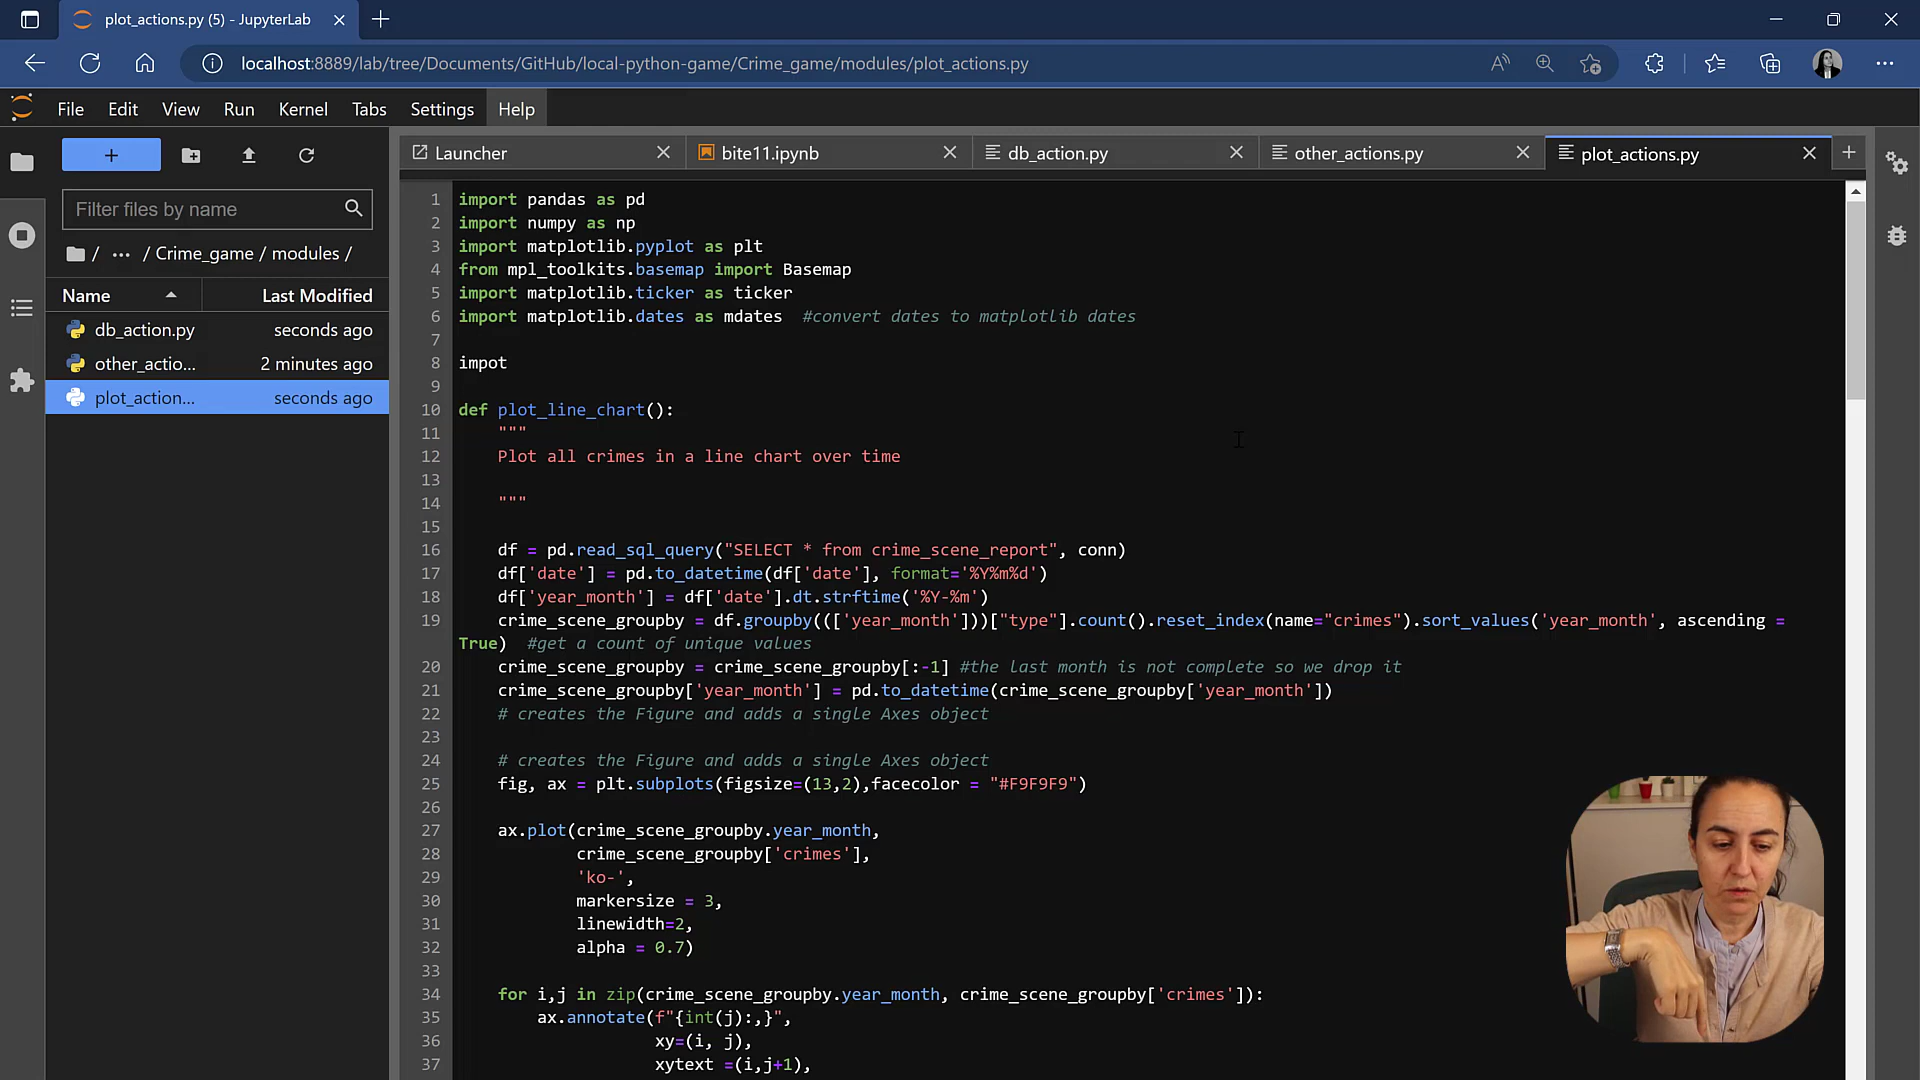 plot_actions.py (5) - JupyterLab
localhost:8889/lab/tree/Documents/GitHub/local-python-game/Crime_game/modules/plot_actions.py
File Edit View Run Kernel Tabs Settings Help
Launcher bite11.ipynb db_action.py other_actions.py plot_actions.py
Filter files by name
/ ... / Crime_game / modules /
Name Last Modified
db_action.py seconds ago
other_actio... 2 minutes ago
plot_action... seconds ago
1 import pandas as pd
2 import numpy as np
3 import matplotlib.pyplot as plt
4 from mpl_toolkits.basemap import Basemap
5 import matplotlib.ticker as ticker
6 import matplotlib.dates as mdates  #convert dates to matplotlib dates
7
8 impot
9
10 def plot_line_chart():
11     """
12     Plot all crimes in a line chart over time
13
14     """
15
16     df = pd.read_sql_query("SELECT * from crime_scene_report", conn)
17     df['date'] = pd.to_datetime(df['date'], format='%Y%m%d')
18     df['year_month'] = df['date'].dt.strftime('%Y-%m')
19     crime_scene_groupby = df.groupby((['year_month']))["type"].count().reset_index(name="crimes").sort_values('year_month', ascending =
True)  #get a count of unique values
20     crime_scene_groupby = crime_scene_groupby[:-1] #the last month is not complete so we drop it
21     crime_scene_groupby['year_month'] = pd.to_datetime(crime_scene_groupby['year_month'])
22     # creates the Figure and adds a single Axes object
23
24     # creates the Figure and adds a single Axes object
25     fig, ax = plt.subplots(figsize=(13,2),facecolor = "#F9F9F9")
26
27     ax.plot(crime_scene_groupby.year_month,
28             crime_scene_groupby['crimes'],
29             'ko-',
30             markersize = 3,
31             linewidth=2,
32             alpha = 0.7)
33
34     for i,j in zip(crime_scene_groupby.year_month, crime_scene_groupby['crimes']):
35         ax.annotate(f"{int(j):,}",
36                     xy=(i, j),
37                     xytext =(i,j+1),